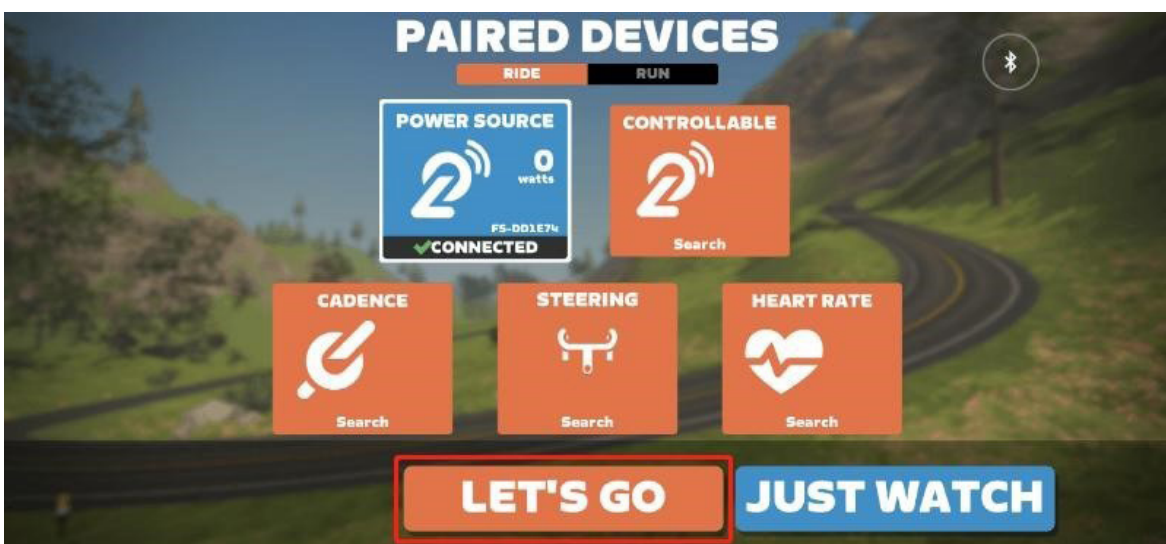 PAIRED DEVICES
RIDE RUN
POWER SOURCE
0
watts
FS-DD1E74
CONNECTED
CONTROLLABLE
Search
CADENCE
Search
STEERING
Search
HEART RATE
Search
LET'S GO
JUST WATCH